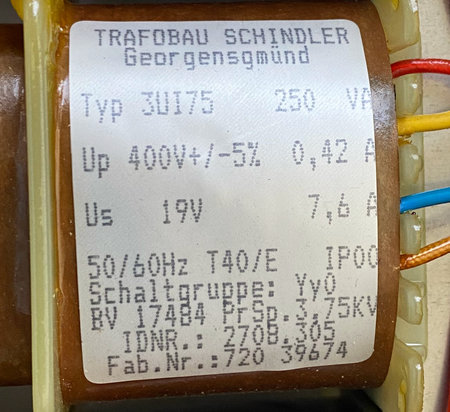 TRAFOBAU SCHINDLER
Georgensgmünd
Typ 3UI75 250 VA
Up 400V+/-5% 0,42 A
Us 19V 7,6 A
50/60Hz T40/E IP00
Schaltgruppe: Yy0
BV 17484 PrSp.3.75KV
IDNR.: 270B.305
Fab.Nr.:720 39674